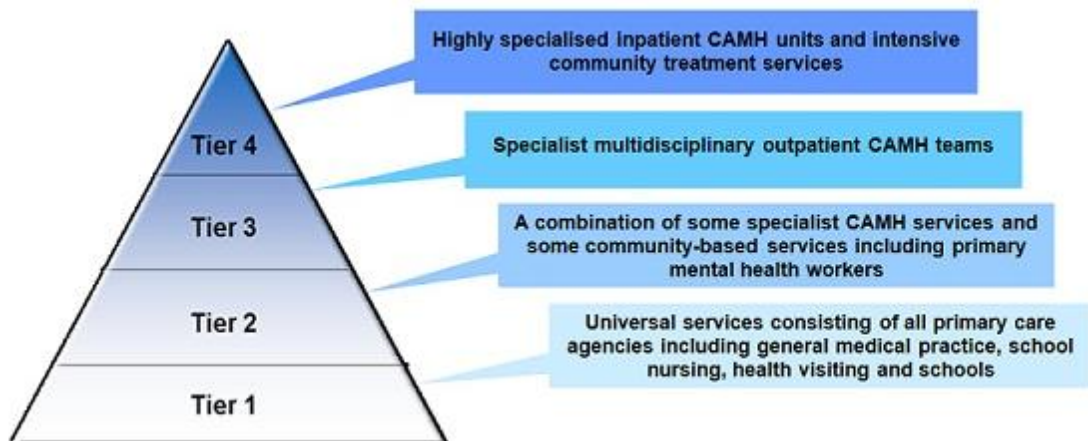 Highly specialised inpatient CAMH units and intensive
community treatment services
Tier 4
Specialist multidisciplinary outpatient CAMH teams
Tier 3
A combination of some specialist CAMH services and
some community-based services including primary
mental health workers
Tier 2
Universal services consisting of all primary care
agencies including general medical practice, school
nursing, health visiting and schools
Tier 1